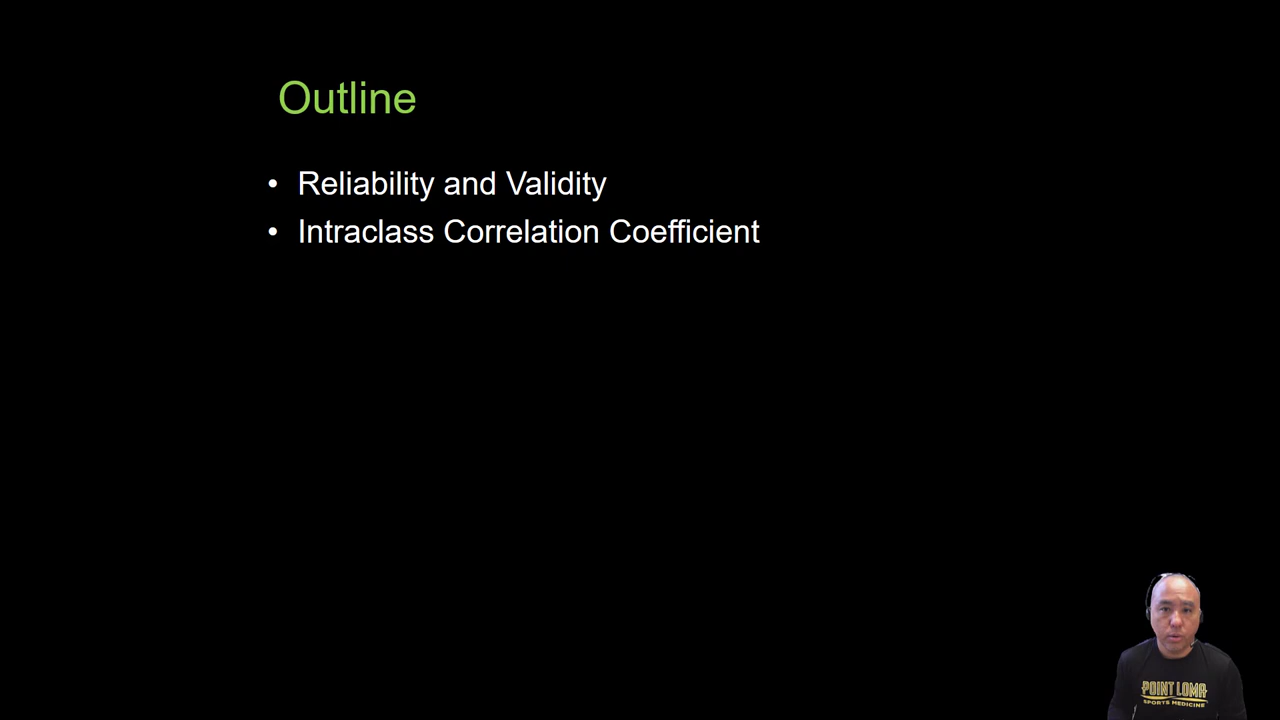 Outline
• Reliability and Validity
• Intraclass Correlation Coefficient
POINT LOMA
SPORTS MEDICINE